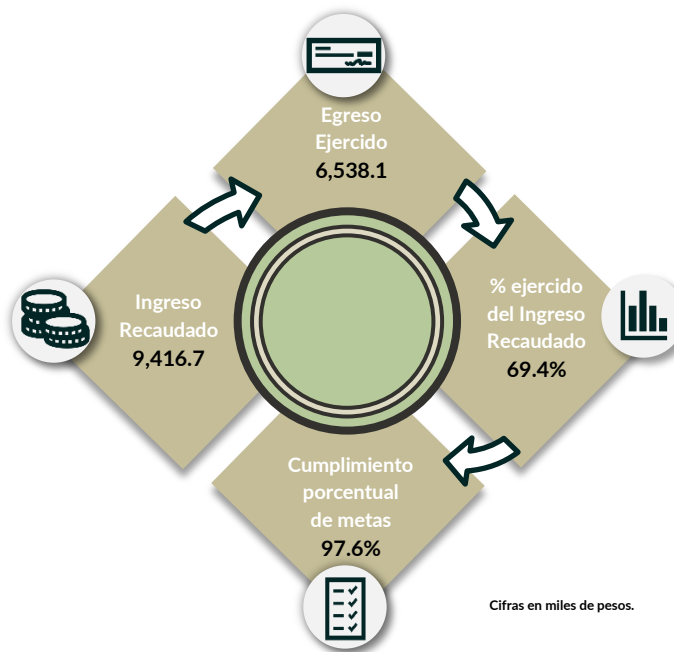 Egreso
Ejercido
6,538.1
Ingreso
Recaudado
9,416.7
% ejercido
del Ingreso
Recaudado
69.4%
Cumplimiento
porcentual
de metas
97.6%
Cifras en miles de pesos.